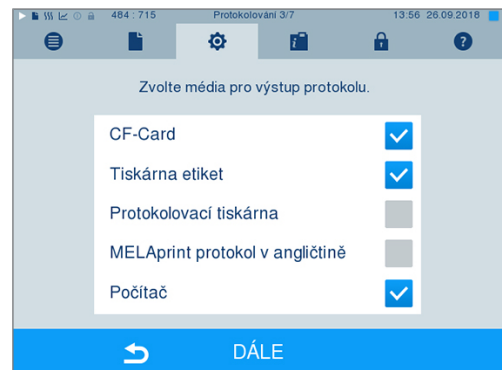 484 : 715 Protokolování 3/7 13:56 26.09.2018
Zvolte média pro výstup protokolu.
CF-Card
Tiskárna etiket
Protokolovací tiskárna
MELAprint protokol v angličtině
Počítač
DÁLE